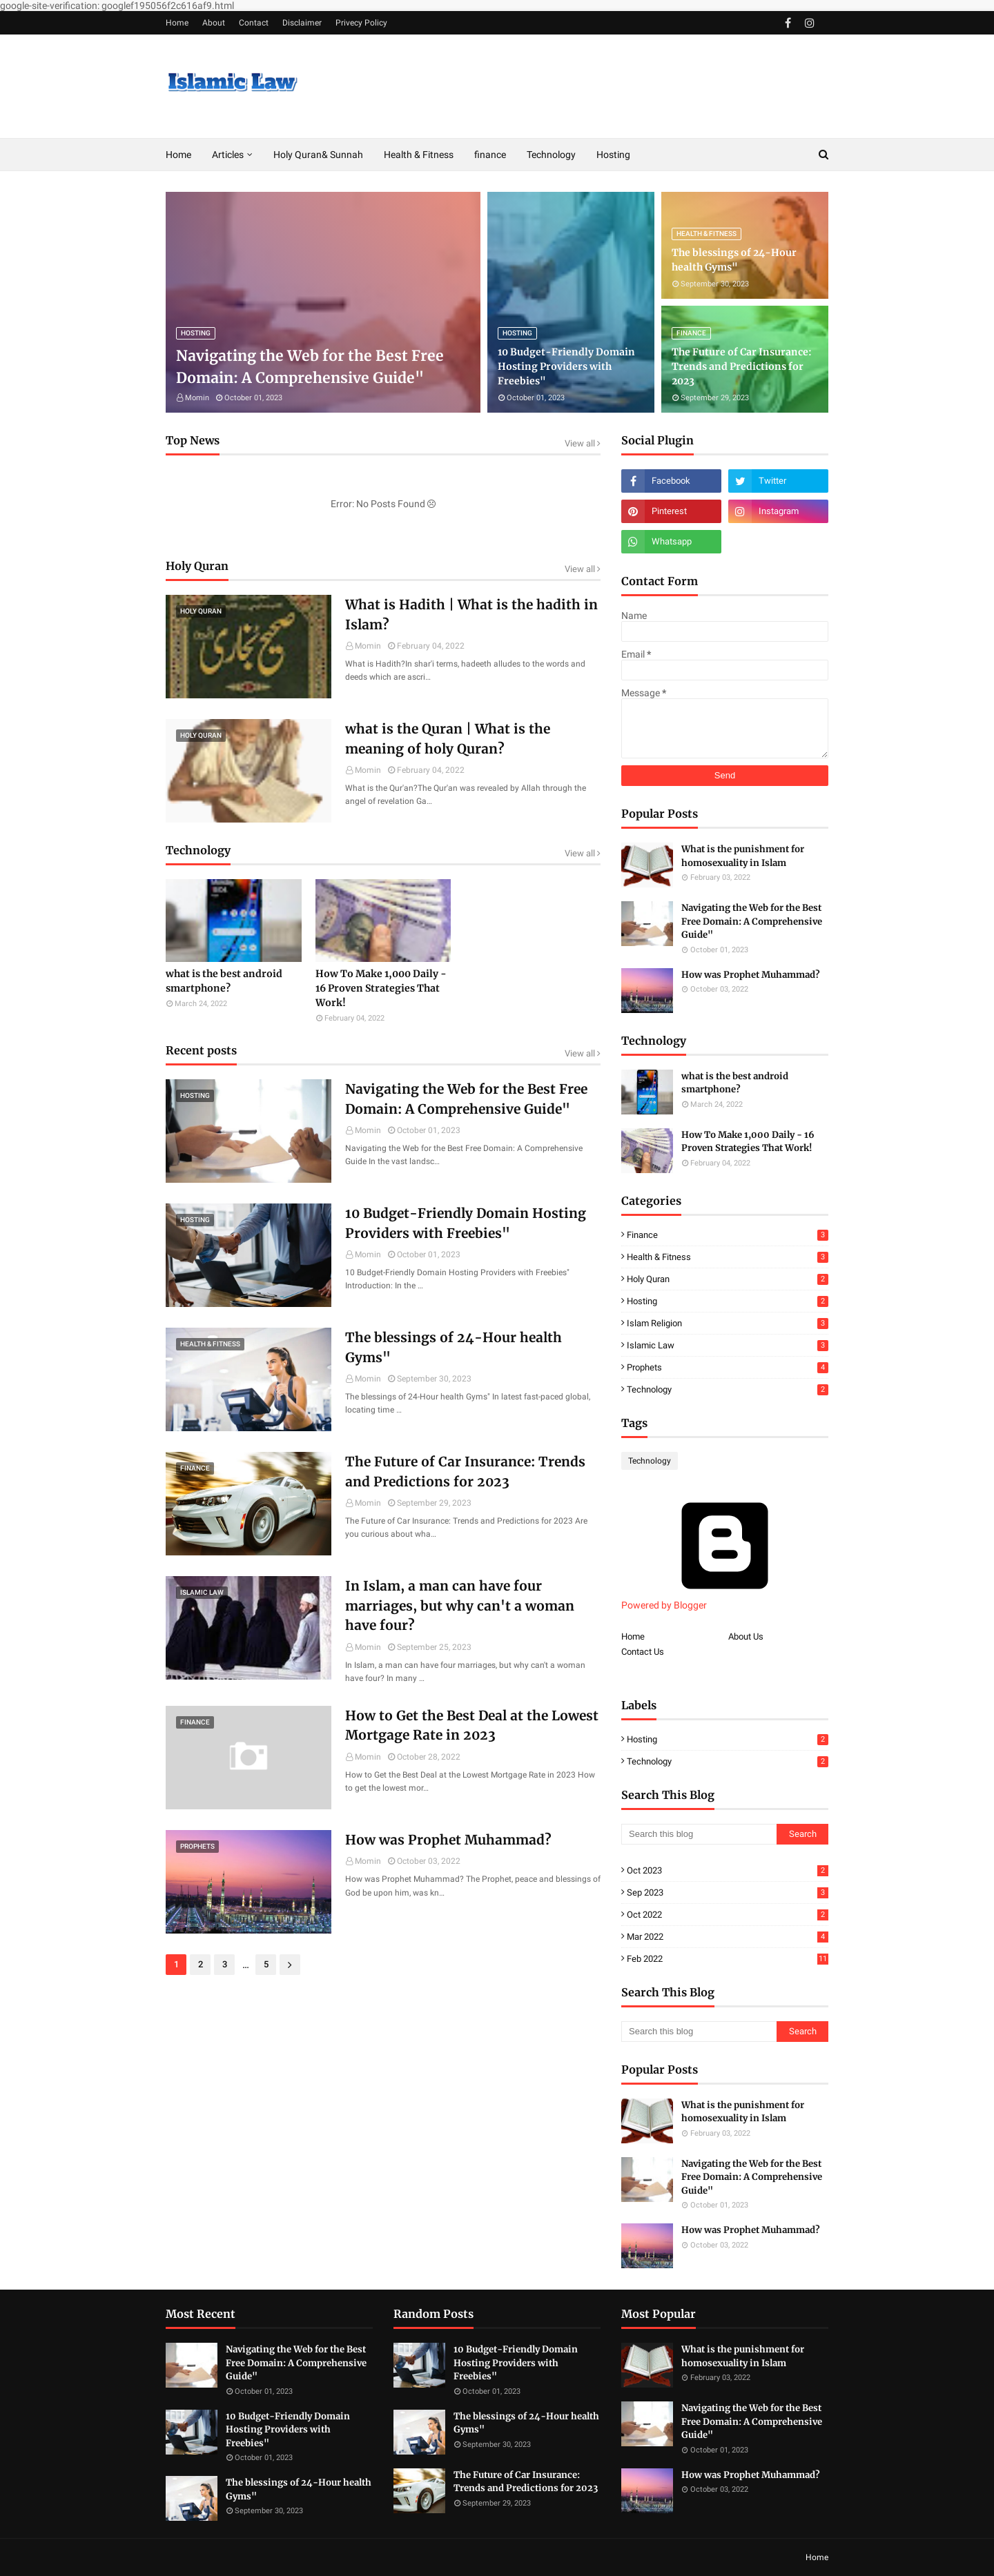 google-site-verification: googlef195056f2c616af9.html
Home About Contact Disclaimer Privecy Policy
Islamic Law
Home Articles Holy Quran& Sunnah Health & Fitness finance Technology Hosting
HOSTING
Navigating the Web for the Best Free
Domain: A Comprehensive Guide"
Momin October 01, 2023
HOSTING
10 Budget-Friendly Domain
Hosting Providers with
Freebies"
October 01, 2023
HEALTH & FITNESS
The blessings of 24-Hour
health Gyms"
September 30, 2023
FINANCE
The Future of Car Insurance:
Trends and Predictions for
2023
September 29, 2023
Top News
View all
Error: No Posts Found
Holy Quran
View all
HOLY QURAN
What is Hadith | What is the hadith in
Islam?
Momin February 04, 2022
What is Hadith?In shar'i terms, hadeeth alludes to the words and
deeds which are ascri…
HOLY QURAN
what is the Quran | What is the
meaning of holy Quran?
Momin February 04, 2022
What is the Qur'an?The Qur'an was revealed by Allah through the
angel of revelation Ga…
Technology
View all
what is the best android
smartphone?
March 24, 2022
How To Make 1,000 Daily -
16 Proven Strategies That
Work!
February 04, 2022
Recent posts
View all
HOSTING
Navigating the Web for the Best Free
Domain: A Comprehensive Guide"
Momin October 01, 2023
Navigating the Web for the Best Free Domain: A Comprehensive
Guide In the vast landsc…
HOSTING
10 Budget-Friendly Domain Hosting
Providers with Freebies"
Momin October 01, 2023
10 Budget-Friendly Domain Hosting Providers with Freebies"
Introduction: In the …
HEALTH & FITNESS
The blessings of 24-Hour health
Gyms"
Momin September 30, 2023
The blessings of 24-Hour health Gyms" In latest fast-paced global,
locating time …
FINANCE
The Future of Car Insurance: Trends
and Predictions for 2023
Momin September 29, 2023
The Future of Car Insurance: Trends and Predictions for 2023 Are
you curious about wha…
ISLAMIC LAW
In Islam, a man can have four
marriages, but why can't a woman
have four?
Momin September 25, 2023
In Islam, a man can have four marriages, but why can't a woman
have four? In many …
FINANCE
How to Get the Best Deal at the Lowest
Mortgage Rate in 2023
Momin October 28, 2022
How to Get the Best Deal at the Lowest Mortgage Rate in 2023 How
to get the lowest mor…
PROPHETS
How was Prophet Muhammad?
Momin October 03, 2022
How was Prophet Muhammad? The Prophet, peace and blessings of
God be upon him, was kn…
1 2 3 ... 5
Social Plugin
Facebook Twitter
Pinterest Instagram
Whatsapp
Contact Form
Name
Email *
Message *
Send
Popular Posts
What is the punishment for
homosexuality in Islam
February 03, 2022
Navigating the Web for the Best
Free Domain: A Comprehensive
Guide"
October 01, 2023
How was Prophet Muhammad?
October 03, 2022
Technology
what is the best android
smartphone?
March 24, 2022
How To Make 1,000 Daily - 16
Proven Strategies That Work!
February 04, 2022
Categories
Finance 3
Health & Fitness 3
Holy Quran 2
Hosting 2
Islam Religion 3
Islamic Law 3
Prophets 4
Technology 2
Tags
Technology
Powered by Blogger
Home About Us
Contact Us
Labels
Hosting 2
Technology 2
Search This Blog
Search this blog Search
Oct 2023 2
Sep 2023 3
Oct 2022 2
Mar 2022 4
Feb 2022 11
Search This Blog
Search this blog Search
Popular Posts
What is the punishment for
homosexuality in Islam
February 03, 2022
Navigating the Web for the Best
Free Domain: A Comprehensive
Guide"
October 01, 2023
How was Prophet Muhammad?
October 03, 2022
Most Recent
Navigating the Web for the Best
Free Domain: A Comprehensive
Guide"
October 01, 2023
10 Budget-Friendly Domain
Hosting Providers with
Freebies"
October 01, 2023
The blessings of 24-Hour health
Gyms"
September 30, 2023
Random Posts
10 Budget-Friendly Domain
Hosting Providers with
Freebies"
October 01, 2023
The blessings of 24-Hour health
Gyms"
September 30, 2023
The Future of Car Insurance:
Trends and Predictions for 2023
September 29, 2023
Most Popular
What is the punishment for
homosexuality in Islam
February 03, 2022
Navigating the Web for the Best
Free Domain: A Comprehensive
Guide"
October 01, 2023
How was Prophet Muhammad?
October 03, 2022
Home